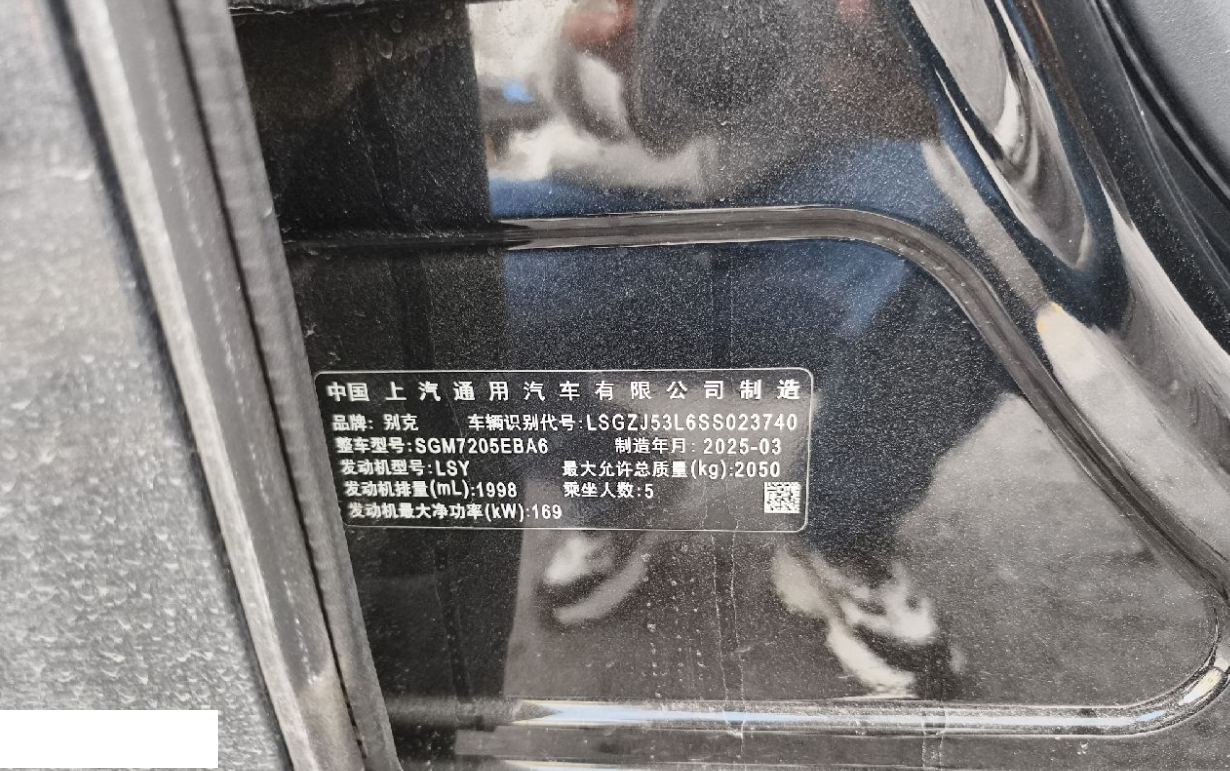 中国上汽通用汽车有限公司制造
品牌: 别克 车辆识别代号:LSGZJ53L6SS023740
整车型号:SGM7205EBA6 制造年月: 2025-03
发动机型号:LSY 最大允许总质量(kg):2050
发动机排量(mL):1998 乘坐人数:5
发动机最大净功率(kW):169